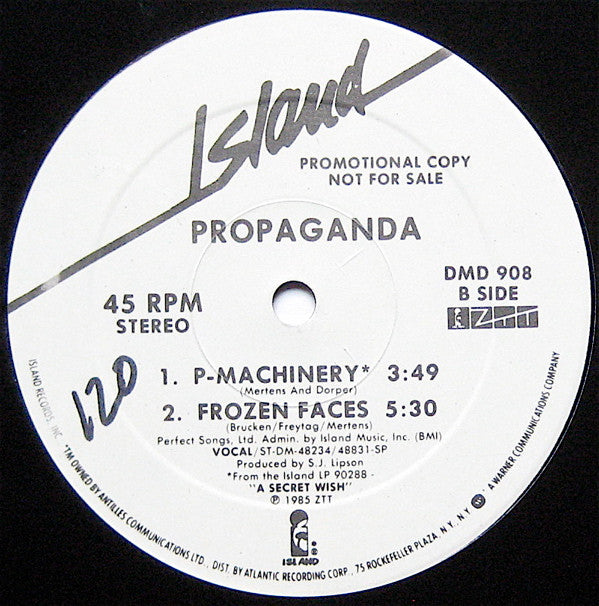 Island
PROMOTIONAL COPY
NOT FOR SALE
PROPAGANDA
45 RPM
STEREO
DMD 908
B SIDE
ZTT
120
1. P-MACHINERY* 3:49
(Mertens And Dorper)
2. FROZEN FACES 5:30
(Brucken/Freytag/Mertens)
Perfect Songs, Ltd. Admin. by Island Music, Inc. (BMI)
VOCAL/ST-DM-48234/48831-SP
Produced by S.J. Lipson
*From the Island LP 90288 -
"A SECRET WISH"
℗ 1985 ZTT
ISLAND
ISLAND RECORDS, INC. *TM OWNED BY ANTILLES COMMUNICATIONS LTD., DIST. BY ATLANTIC RECORDING CORP., 75 ROCKEFELLER PLAZA, N.Y., N.Y. A WARNER COMMUNICATIONS COMPANY